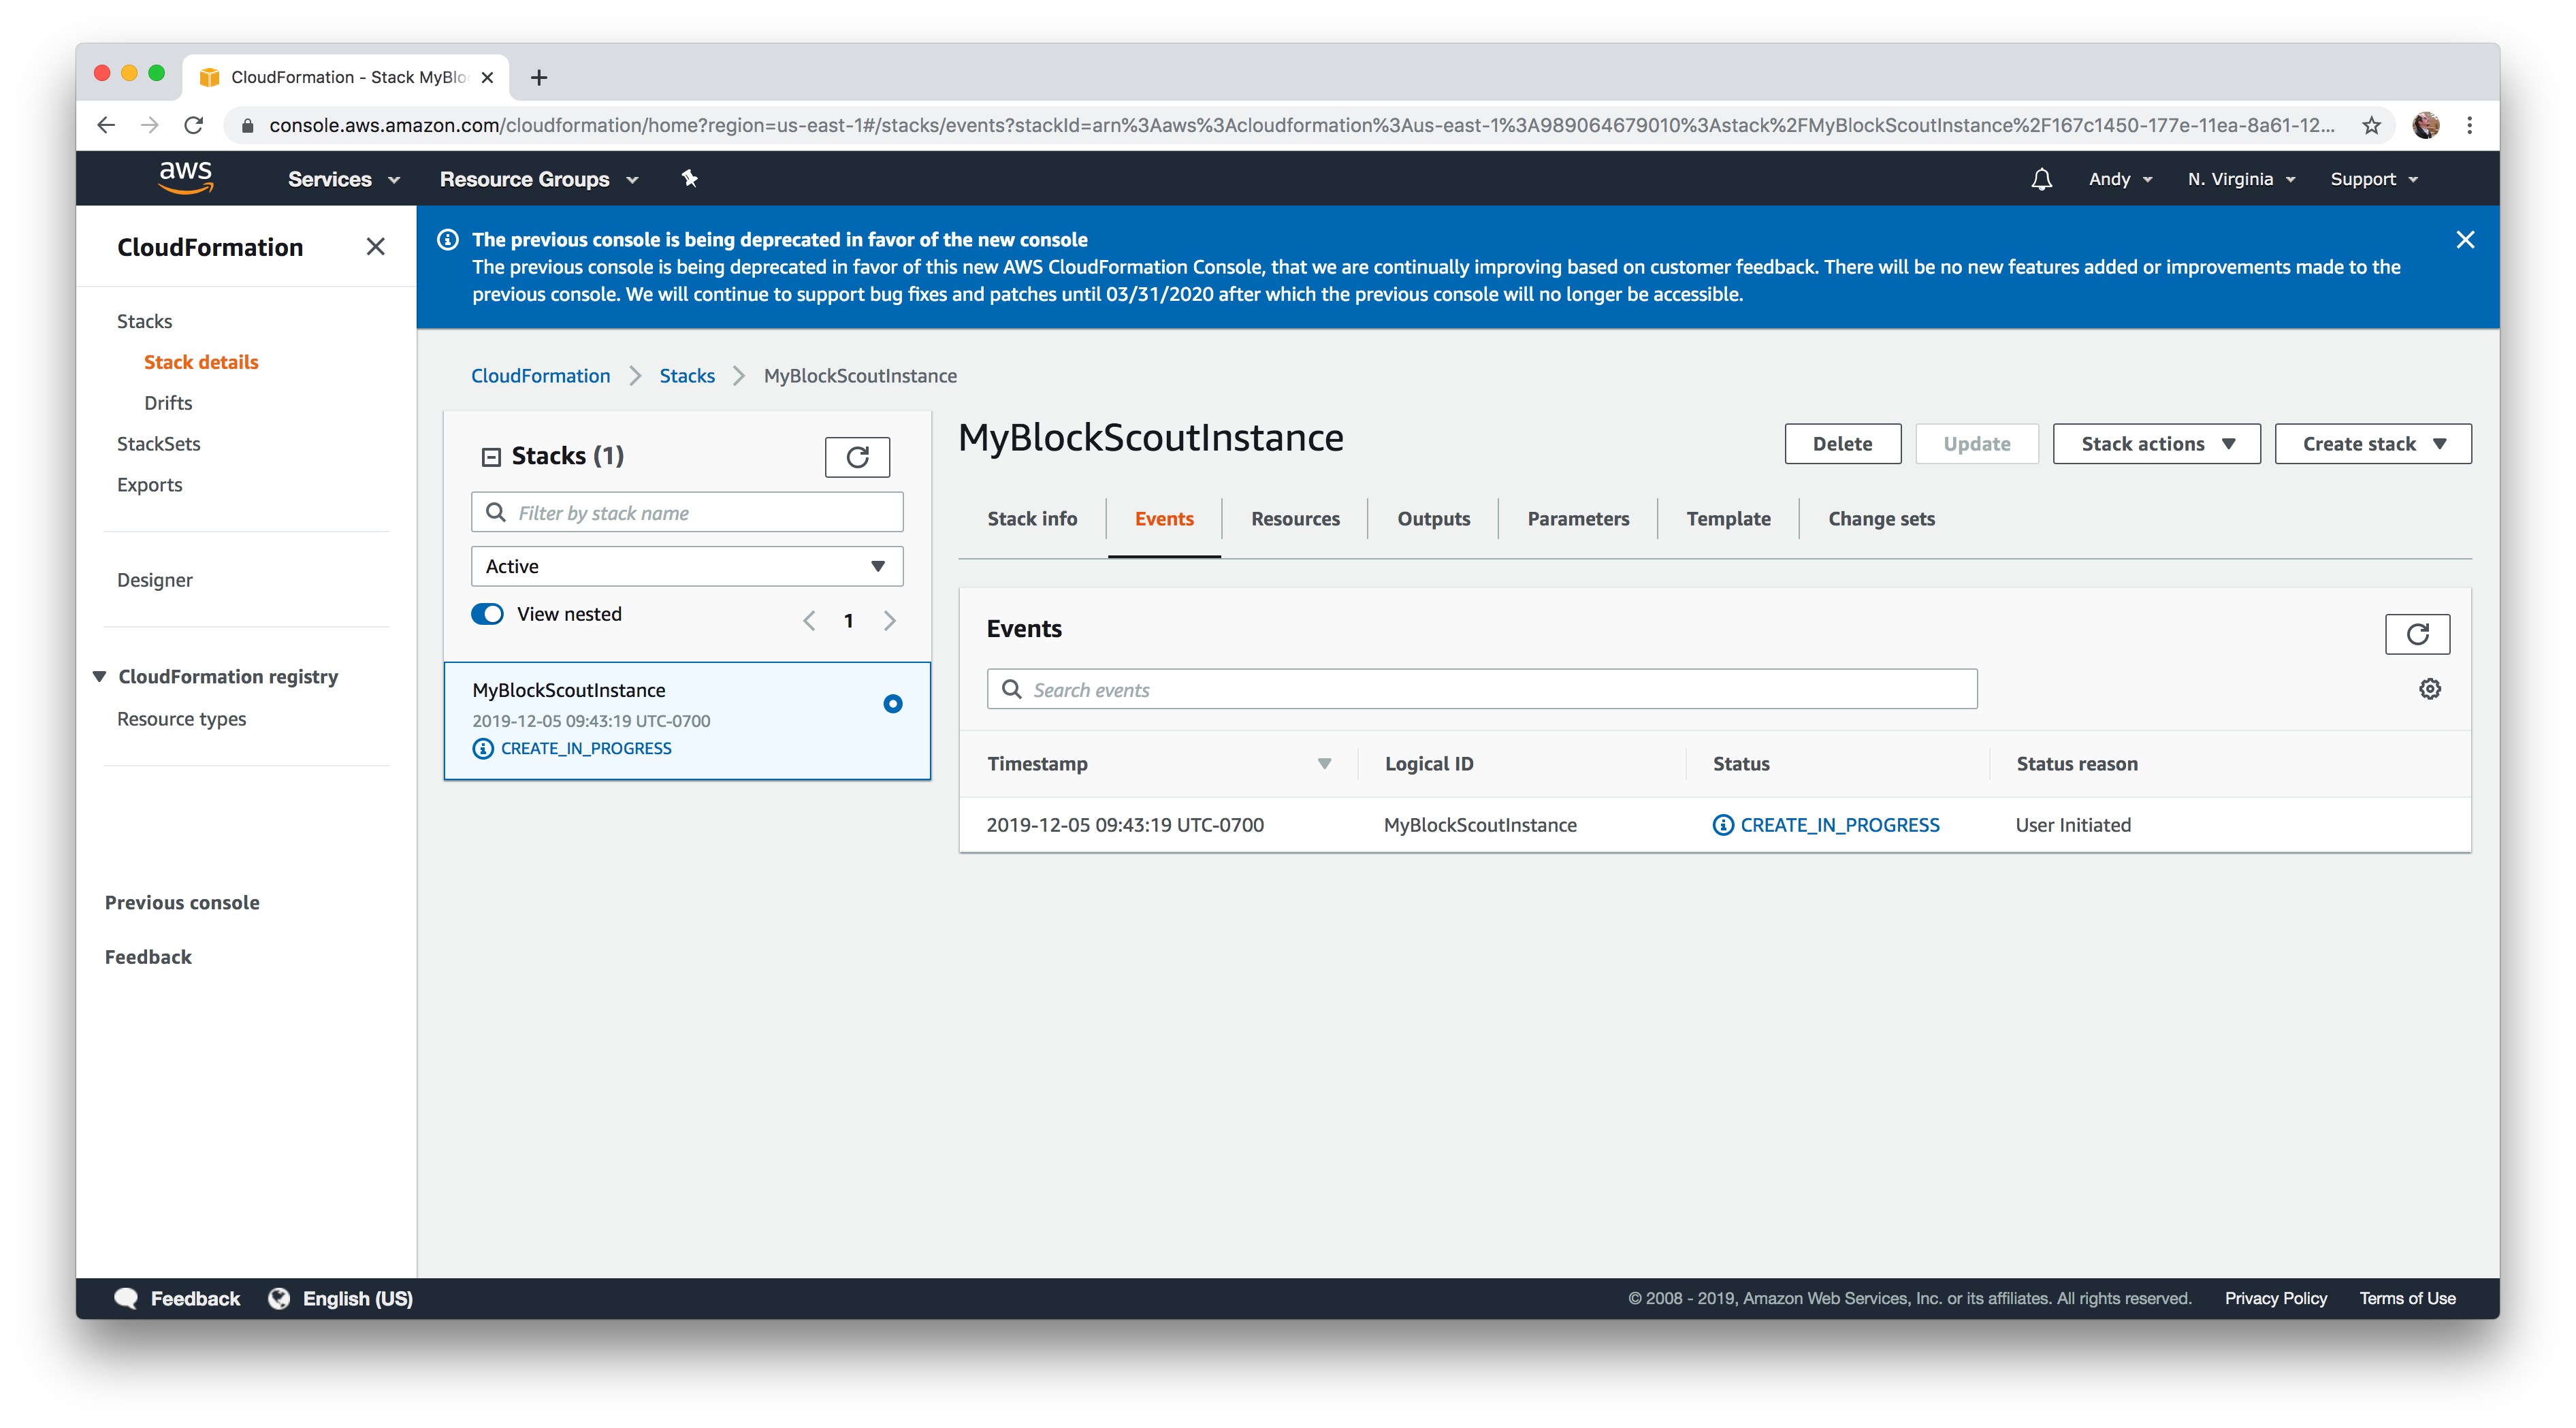 CloudFormation - Stack MyBlo
console.aws.amazon.com/cloudformation/home?region=us-east-1#/stacks/events?stackId=arn%3Aaws%3Acloudformation%3Aus-east-1%3A989064679010%3Astack%2FMyBlockScoutInstance%2F167c1450-177e-11ea-8a61-12...
aws Services Resource Groups Andy N. Virginia Support
CloudFormation
Stacks
Stack details
Drifts
StackSets
Exports
Designer
CloudFormation registry
Resource types
Previous console
Feedback
The previous console is being deprecated in favor of the new console
The previous console is being deprecated in favor of this new AWS CloudFormation Console, that we are continually improving based on customer feedback. There will be no new features added or improvements made to the
previous console. We will continue to support bug fixes and patches until 03/31/2020 after which the previous console will no longer be accessible.
CloudFormation Stacks MyBlockScoutInstance
Stacks (1)
Filter by stack name
Active
View nested 1
MyBlockScoutInstance
2019-12-05 09:43:19 UTC-0700
CREATE_IN_PROGRESS
MyBlockScoutInstance
Delete Update Stack actions Create stack
Stack info Events Resources Outputs Parameters Template Change sets
Events
Search events
Timestamp Logical ID Status Status reason
2019-12-05 09:43:19 UTC-0700 MyBlockScoutInstance CREATE_IN_PROGRESS User Initiated
Feedback English (US) © 2008 - 2019, Amazon Web Services, Inc. or its affiliates. All rights reserved. Privacy Policy Terms of Use